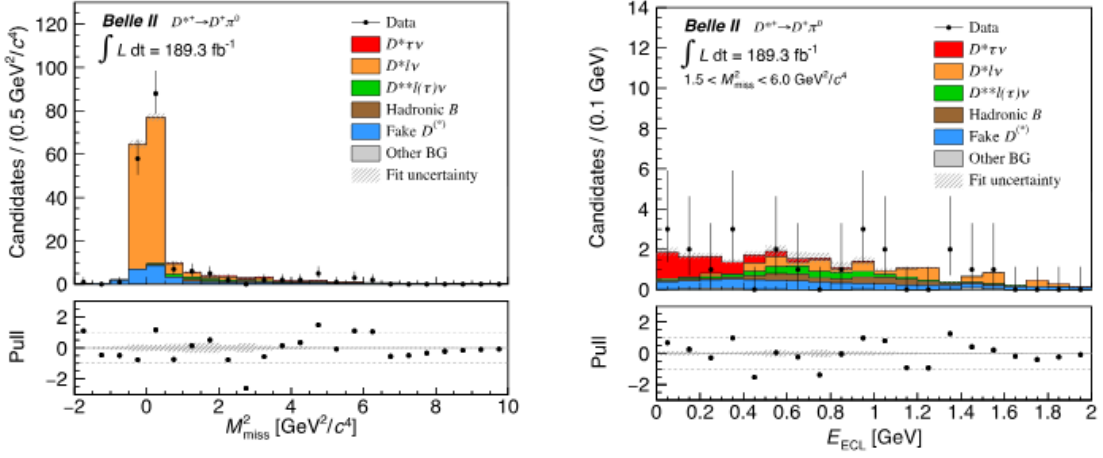 Belle II D*+→D+π0
∫ L dt = 189.3 fb-1
Data
D*τν
D*lν
D**l(τ)ν
Hadronic B
Fake D(*)
Other BG
Fit uncertainty
Candidates / (0.5 GeV2/c4)
120
100
80
60
40
20
0
Pull
2
0
−2
−2 0 2 4 6 8 10
M2miss [GeV2/c4]
Belle II D*+→D+π0
∫ L dt = 189.3 fb-1
1.5 < M2miss < 6.0 GeV2/c4
Data
D*τν
D*lν
D**l(τ)ν
Hadronic B
Fake D(*)
Other BG
Fit uncertainty
Candidates / (0.1 GeV)
14
12
10
8
6
4
2
0
Pull
2
0
−2
0 0.2 0.4 0.6 0.8 1 1.2 1.4 1.6 1.8 2
EECL [GeV]